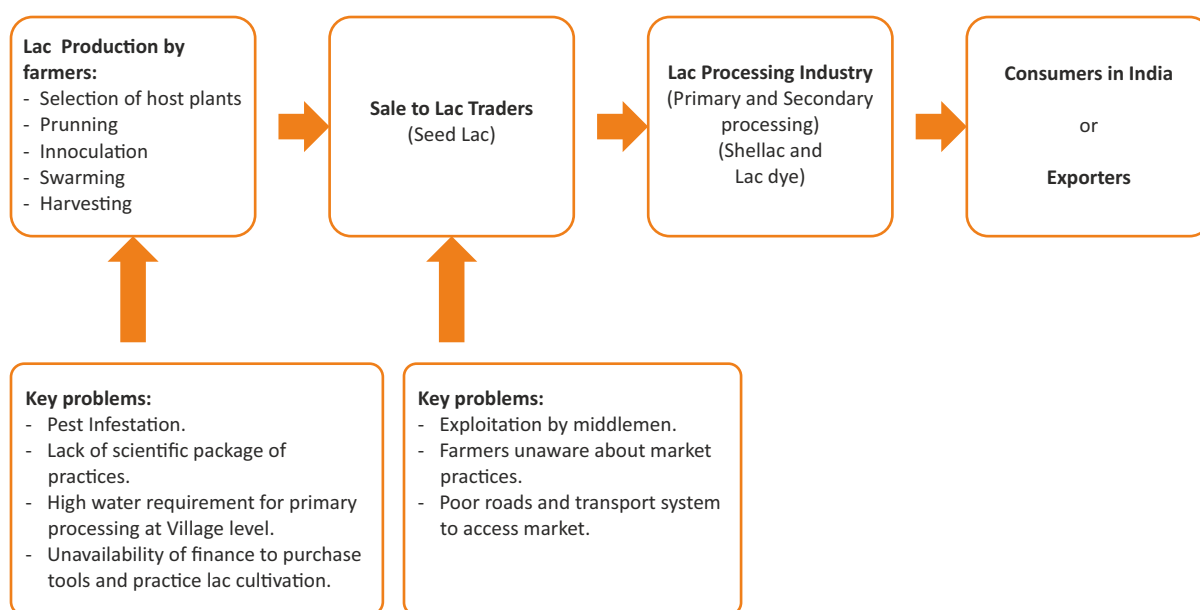 Lac  Production by
farmers:
- Selection of host plants
- Prunning
- Innoculation
- Swarming
- Harvesting
Sale to Lac Traders
(Seed Lac)
Lac Processing Industry
(Primary and Secondary
processing)
(Shellac and
Lac dye)
Consumers in India
or
Exporters
Key problems:
- Pest Infestation.
- Lack of scientific package of
practices.
- High water requirement for primary
processing at Village level.
- Unavailability of finance to purchase
tools and practice lac cultivation.
Key problems:
- Exploitation by middlemen.
- Farmers unaware about market
practices.
- Poor roads and transport system
to access market.